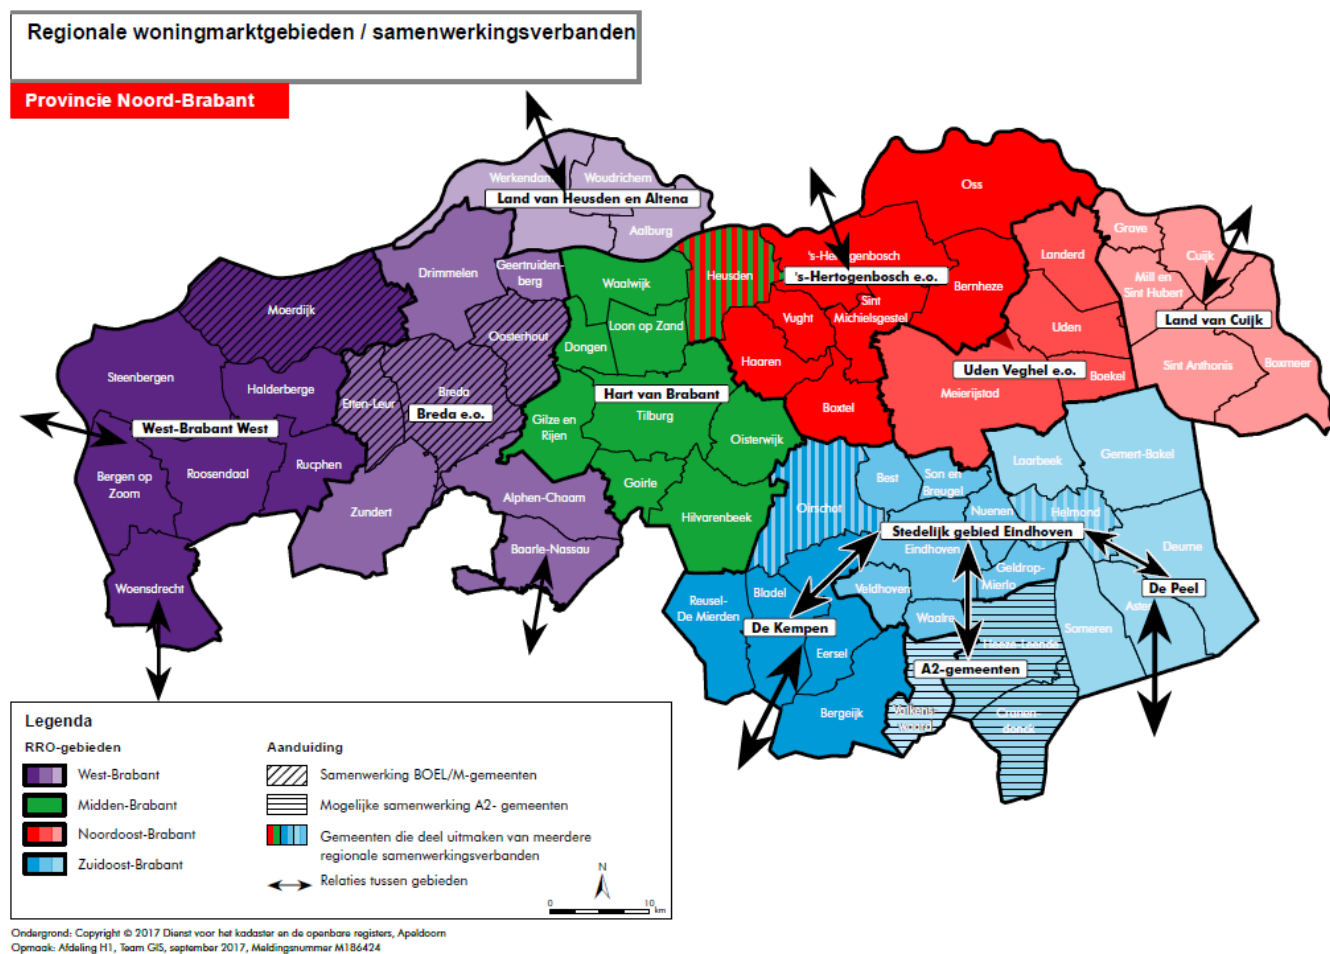 Regionale woningmarktgebieden / samenwerkingsverbanden
Provincie Noord-Brabant
Werkendam
Woudrichem
Land van Heusden en Altena
Aalburg
Oss
Grave
Cuijk
Landerd
's-Hertogenbosch
's-Hertogenbosch e.o.
Heusden
Drimmelen
Geertruiden-
berg
Waalwijk
Bernheze
Mill en
Sint Hubert
Moerdijk
Oosterhout
Loon op Zand
Dongen
Vught
Sint
Michielsgestel
Uden
Land van Cuijk
Haaren
Uden Veghel e.o.
Boekel
Sint Anthonis
Boxmeer
Steenbergen
Halderberge
Etten-Leur
Breda
Breda e.o.
Hart van Brabant
Tilburg
Meierijstad
Boxtel
West-Brabant West
Gilze en
Rijen
Oisterwijk
Bergen op
Zoom
Roosendaal
Rucphen
Goirle
Best
Son en
Breugel
Laarbeek
Gemert-Bakel
Zundert
Alphen-Chaam
Hilvarenbeek
Oirschot
Nuenen
Helmond
Stedelijk gebied Eindhoven
Eindhoven
Deurne
Baarle-Nassau
Woensdrecht
Geldrop-
Mierlo
Veldhoven
Bladel
Reusel-
De Mierden
De Peel
De Kempen
Waalre
Someren
Eersel
Heeze-Leende
A2-gemeenten
Bergeijk
Valkens-
waard
Cranen-
donck
Legenda
RRO-gebieden
West-Brabant
Midden-Brabant
Noordoost-Brabant
Zuidoost-Brabant
Aanduiding
Samenwerking BOEL/M-gemeenten
Mogelijke samenwerking A2- gemeenten
Gemeenten die deel uitmaken van meerdere
regionale samenwerkingsverbanden
Relaties tussen gebieden
N
0 10
km
Ondergrond: Copyright © 2017 Dienst voor het kadaster en de openbare registers, Apeldoorn
Opmaak: Afdeling H1, Team GIS, september 2017, Meldingsnummer M186424